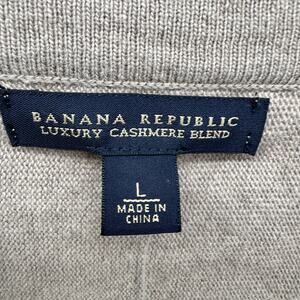 BANANA REPUBLIC
LUXURY CASHMERE BLEND
L
MADE IN
CHINA